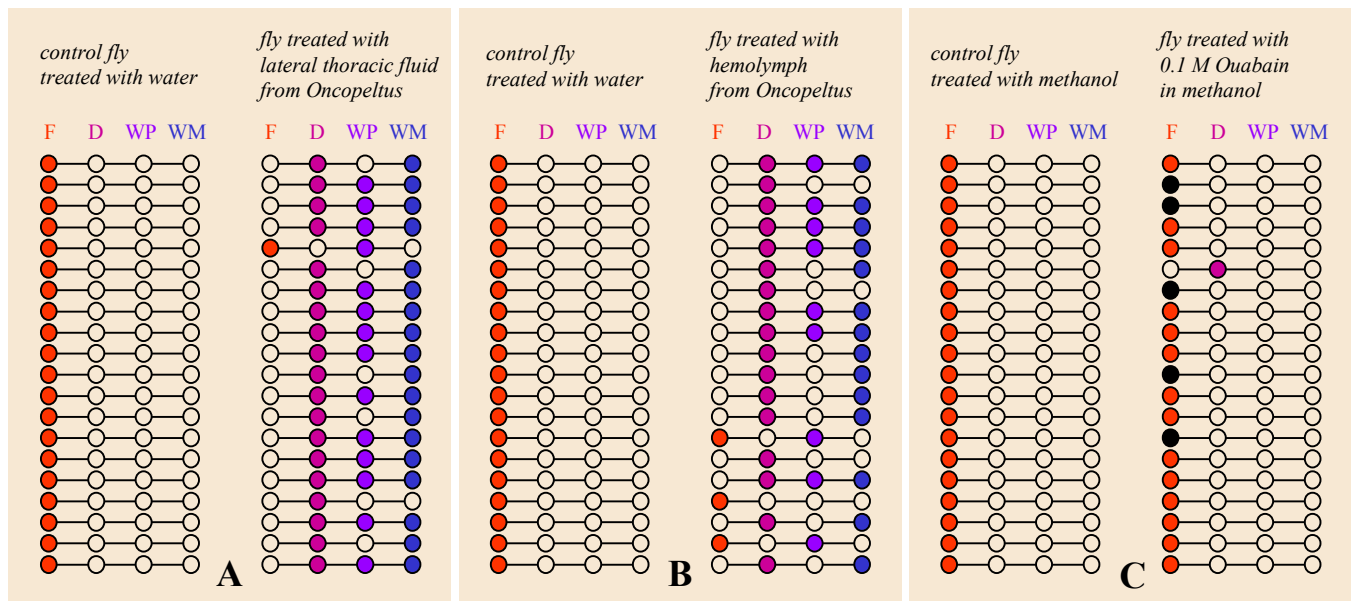 control fly
treated with water
fly treated with
lateral thoracic fluid
from Oncopeltus
F D WP WM
F D WP WM
A
control fly
treated with water
fly treated with
hemolymph
from Oncopeltus
F D WP WM
F D WP WM
B
control fly
treated with methanol
fly treated with
0.1 M Ouabain
in methanol
F D WP WM
F D WP WM
C